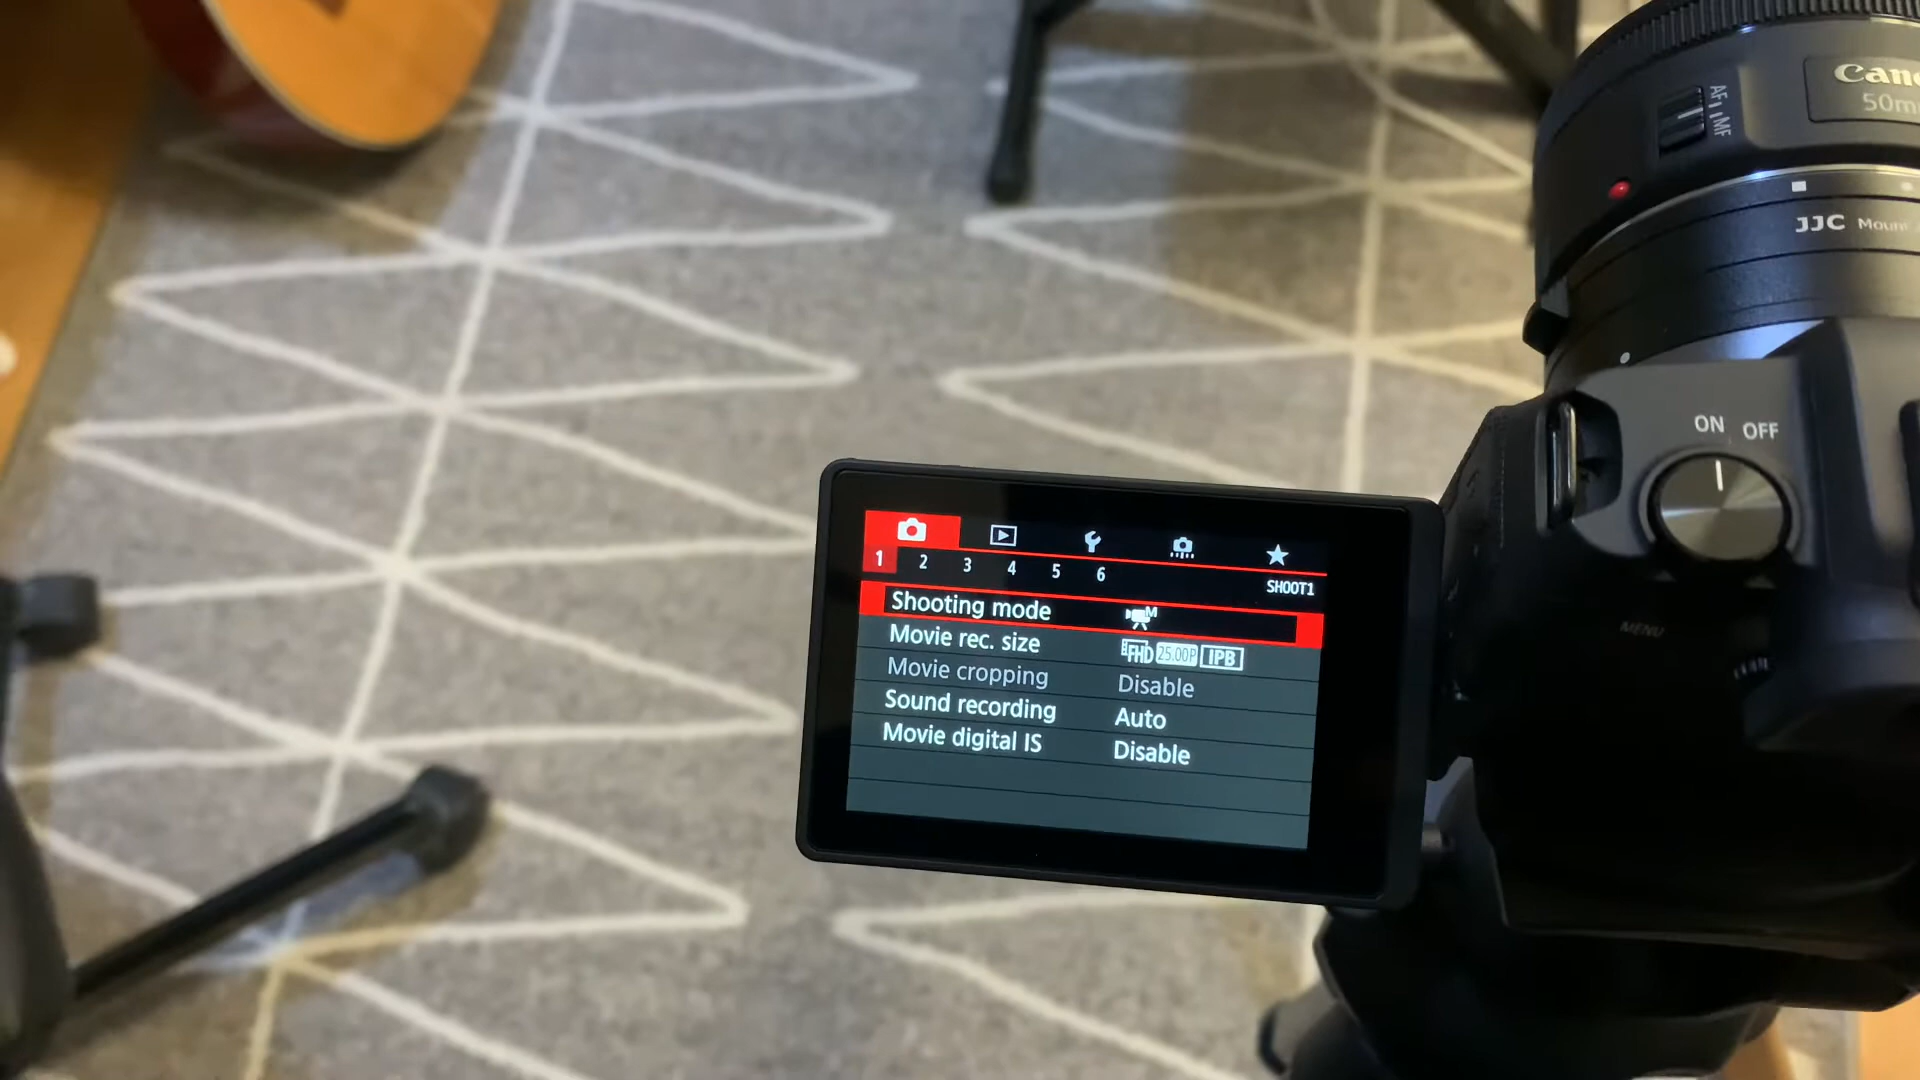 Can
50m
AF MF
JJC Mount
ON OFF
MENU
1 2 3 4 5 6
SHOOT1
Shooting mode M
Movie rec. size FHD 25.00P IPB
Movie cropping Disable
Sound recording Auto
Movie digital IS Disable